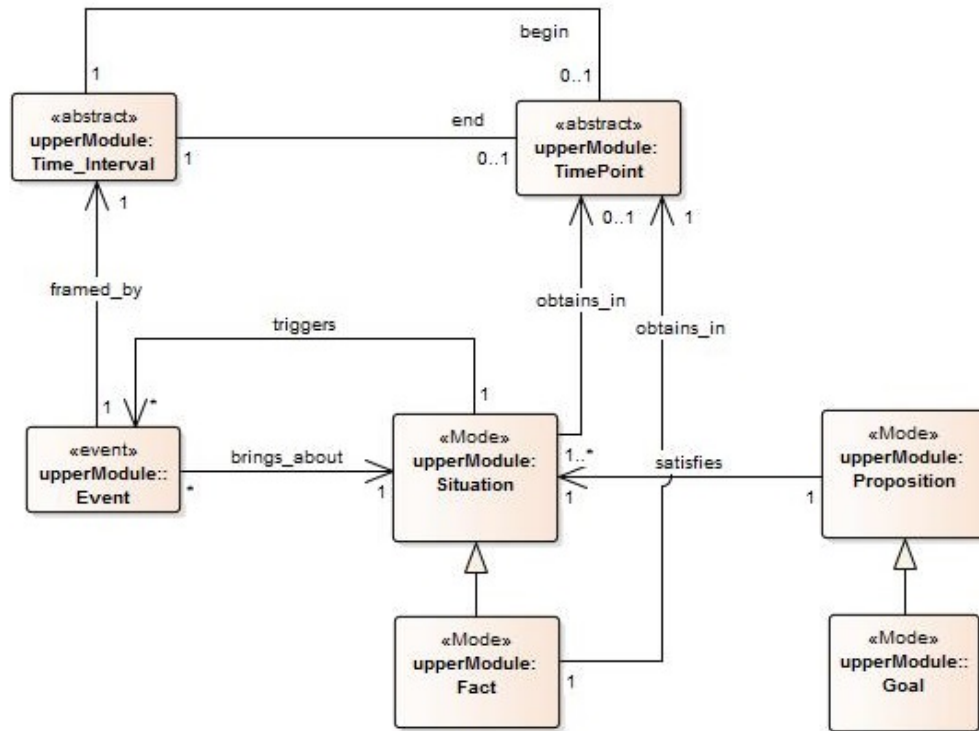 begin
1
0..1
«abstract»
upperModule:
Time_Interval
end
1
0..1
«abstract»
upperModule:
TimePoint
1
0..1
1
framed_by
obtains_in
triggers
obtains_in
1
*
1
«event»
upperModule::
Event
brings_about
*
1
«Mode»
upperModule:
Situation
1..*
satisfies
1
1
«Mode»
upperModule:
Proposition
«Mode»
upperModule:
Fact
1
«Mode»
upperModule::
Goal